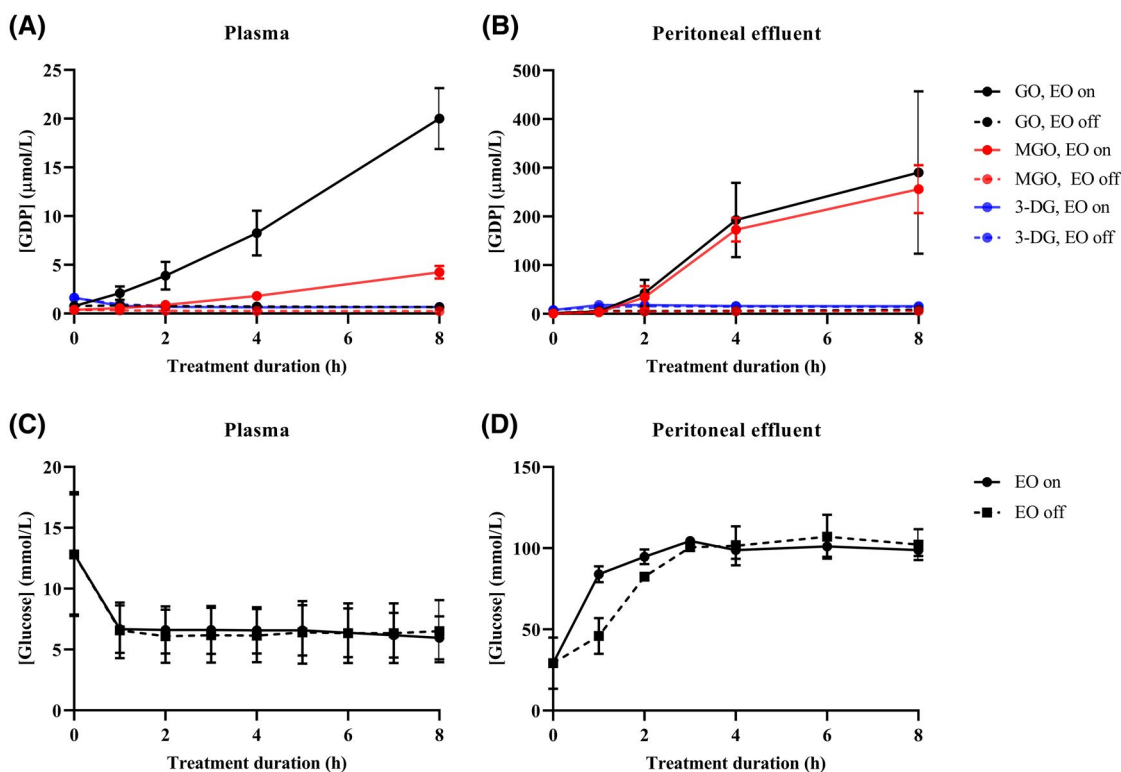 (A)
Plasma
[GDP] (µmol/L)
25
20
15
10
5
0
0 2 4 6 8
Treatment duration (h)
(B)
Peritoneal effluent
[GDP] (µmol/L)
500
400
300
200
100
0
0 2 4 6 8
Treatment duration (h)
GO, EO on
GO, EO off
MGO, EO on
MGO, EO off
3-DG, EO on
3-DG, EO off
(C)
Plasma
[Glucose] (mmol/L)
20
15
10
5
0
0 2 4 6 8
Treatment duration (h)
(D)
Peritoneal effluent
[Glucose] (mmol/L)
150
100
50
0
0 2 4 6 8
Treatment duration (h)
EO on
EO off